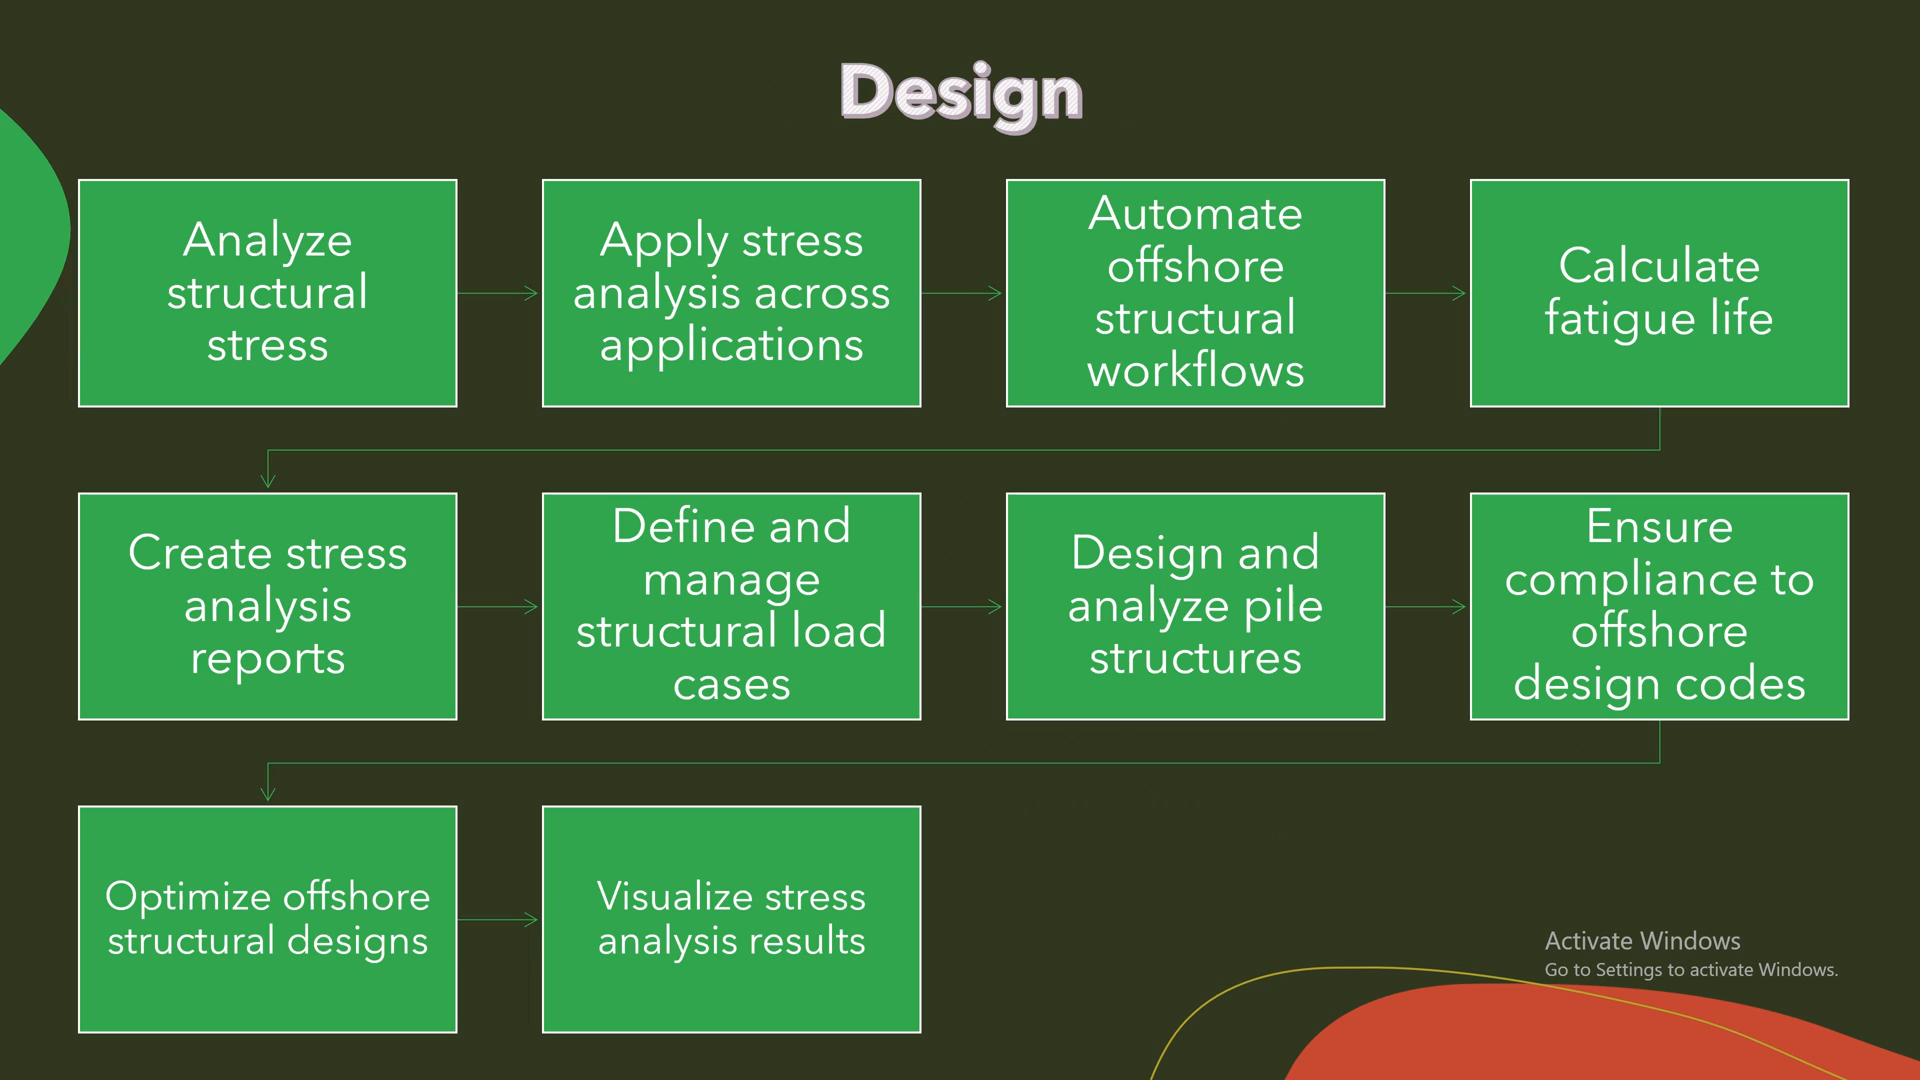 Design
Analyze
structural
stress
Apply stress
analysis across
applications
Automate
offshore
structural
workflows
Calculate
fatigue life
Create stress
analysis
reports
Define and
manage
structural load
cases
Design and
analyze pile
structures
Ensure
compliance to
offshore
design codes
Optimize offshore
structural designs
Visualize stress
analysis results
Activate Windows
Go to Settings to activate Windows.